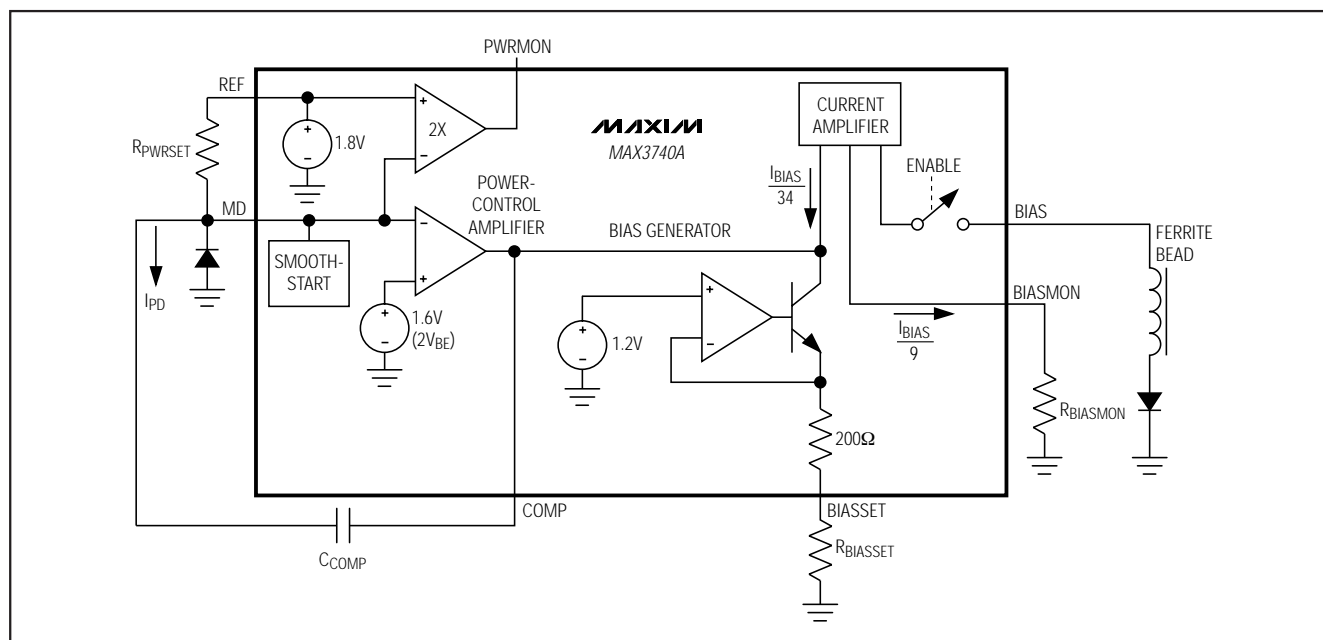 PWRMON
REF
RPWRSET
1.8V
2X
MAXIM
MAX3740A
CURRENT
AMPLIFIER
ENABLE
IBIAS
34
MD
POWER-
CONTROL
AMPLIFIER
BIAS GENERATOR
BIAS
FERRITE
BEAD
SMOOTH-
START
IPD
1.6V
(2VBE)
1.2V
BIASMON
IBIAS
9
RBIASMON
200Ω
COMP
BIASSET
CCOMP
RBIASSET